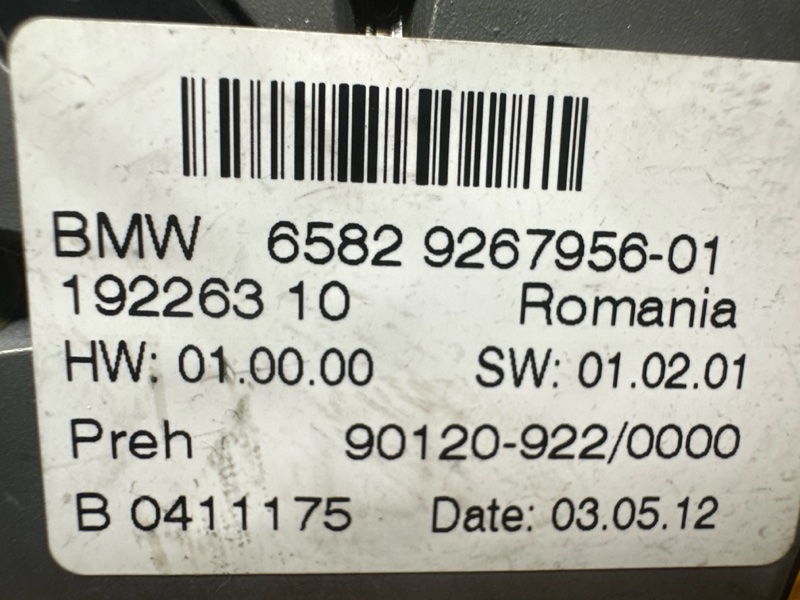 BMW 6582 9267956-01
192263 10 Romania
HW: 01.00.00 SW: 01.02.01
Preh 90120-922/0000
B 0411175 Date: 03.05.12